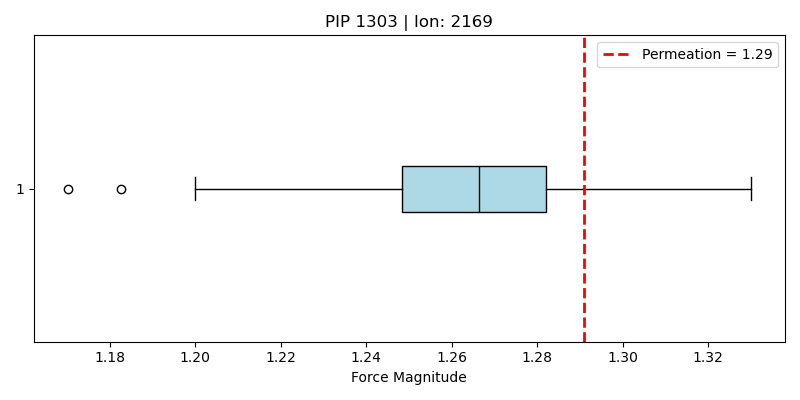 PIP 1303 | Ion: 2169
Permeation = 1.29
1
1.18 1.20 1.22 1.24 1.26 1.28 1.30 1.32
Force Magnitude